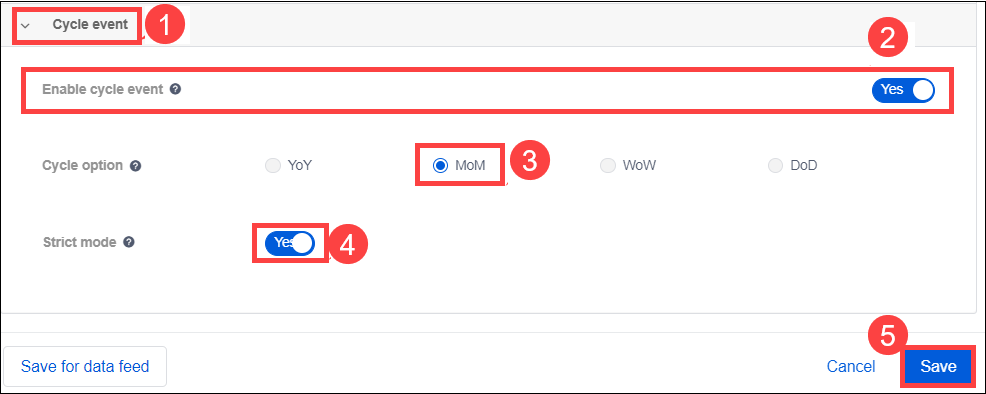 Cycle event 1
2
Enable cycle event ? Yes
Cycle option ? YoY MoM 3 WoW DoD
Strict mode ? Yes 4
5
Save for data feed Cancel Save